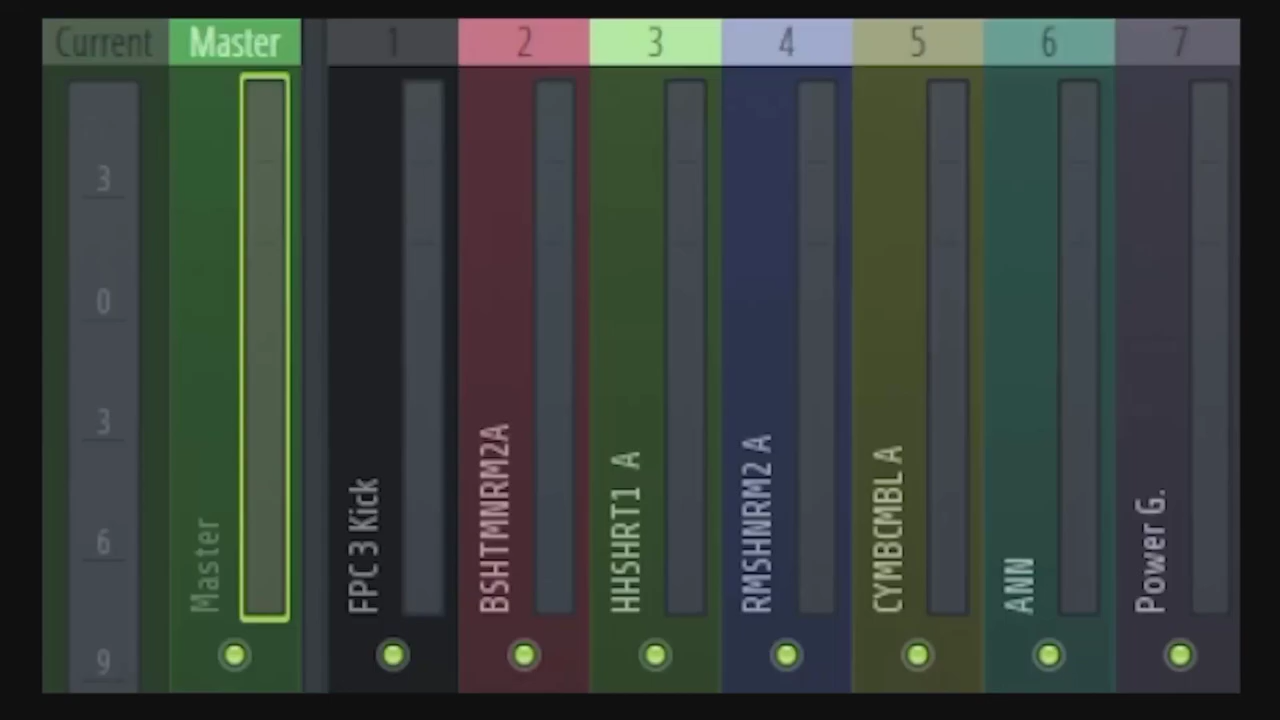 Current Master 1 2 3 4 5 6 7
3
0
3
6
9
Master
FPC 3 Kick
BSHTMNRM2A
HHSHRT1 A
RMSHNRM2 A
CYMBCMBL A
ANN
Power G.